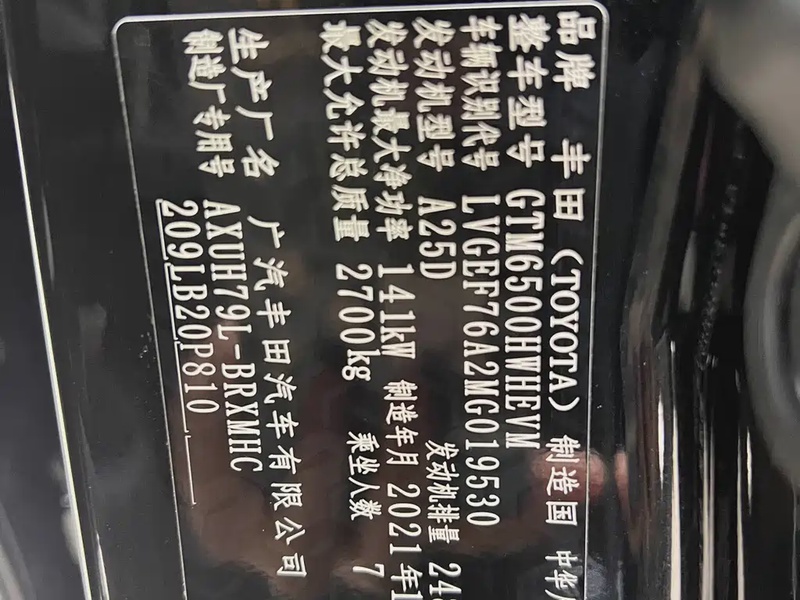 品牌 丰田(TOYOTA) 制造国 中华
整车型号 GTM6500HWHEVM
车辆识别代号 LVGEF76A2MG019530
发动机型号 A25D 发动机排量 24
发动机最大净功率 141kW 制造年月 2021年1
最大允许总质量 2700kg 乘坐人数 7
生产厂名 广汽丰田汽车有限公司
制造厂专用号 AXUH79L-BRXMHC
209LB20P810